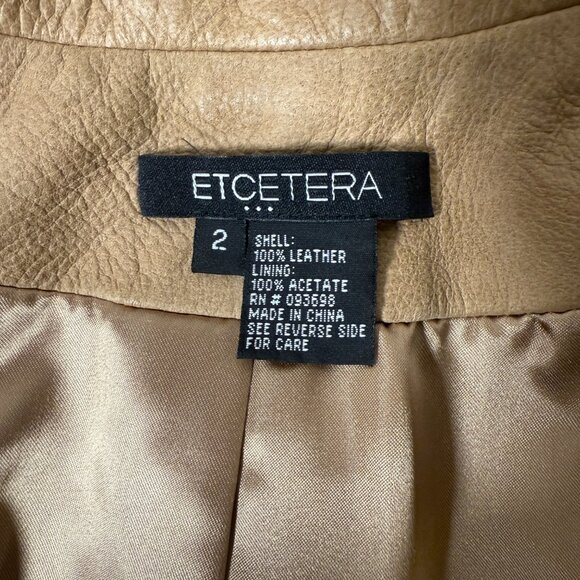 ETCETERA
2
SHELL:
100% LEATHER
LINING:
100% ACETATE
RN # 093698
MADE IN CHINA
SEE REVERSE SIDE
FOR CARE